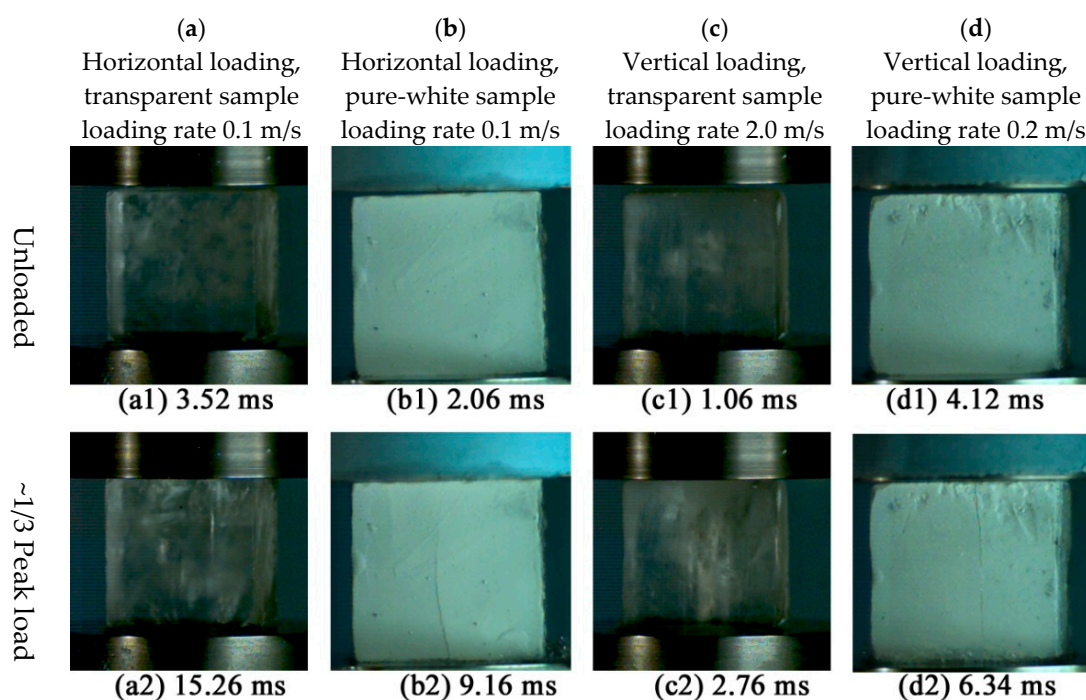 (a)
Horizontal loading,
transparent sample
loading rate 0.1 m/s
(b)
Horizontal loading,
pure-white sample
loading rate 0.1 m/s
(c)
Vertical loading,
transparent sample
loading rate 2.0 m/s
(d)
Vertical loading,
pure-white sample
loading rate 0.2 m/s
Unloaded
(a1) 3.52 ms
(b1) 2.06 ms
(c1) 1.06 ms
(d1) 4.12 ms
~1/3 Peak load
(a2) 15.26 ms
(b2) 9.16 ms
(c2) 2.76 ms
(d2) 6.34 ms